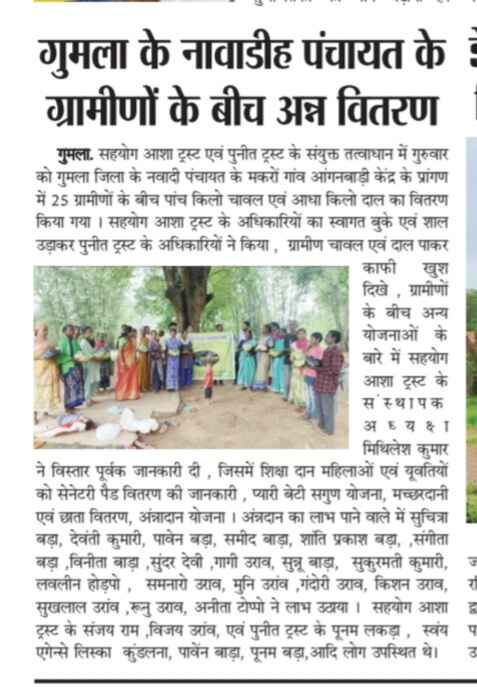 गुमला के नावाडीह पंचायत के
ग्रामीणों के बीच अन्न वितरण
गुमला. सहयोग आशा ट्रस्ट एवं पुनीत ट्रस्ट के संयुक्त तत्वाधान में गुरुवार
को गुमला जिला के नवादी पंचायत के मकरों गांव आंगनबाड़ी केंद्र के प्रांगण
में 25 ग्रामीणों के बीच पांच किलो चावल एवं आधा किलो दाल का वितरण
किया गया । सहयोग आशा ट्रस्ट के अधिकारियों का स्वागत बुके एवं शाल
उड़ाकर पुनीत ट्रस्ट के अधिकारियों ने किया , ग्रामीण चावल एवं दाल पाकर
काफी खुश
दिखे , ग्रामीणों
के बीच अन्य
योजनाओं के
बारे में सहयोग
आशा ट्रस्ट के
संस्थापक
अध्यक्ष।
मिथिलेश कुमार
ने विस्तार पूर्वक जानकारी दी , जिसमें शिक्षा दान महिलाओं एवं यूवतियों
को सेनेटरी पैड वितरण की जानकारी , प्यारी बेटी सगुण योजना, मच्छरदानी
एवं छाता वितरण, अंन्नादान योजना । अंन्नदान का लाभ पाने वाले में सुचित्रा
बड़ा, देवंती कुमारी, पावेन बड़ा, समीद बाड़ा, शांति प्रकाश बड़ा, ,संगीता
बड़ा ,विनीता बाड़ा ,सुंदर देवी ,गागी उराव, सुन्नू बाड़ा, सुकुरमती कुमारी,
लवलीन होड़पो , समनारो उराव, मुनि उरांव ,गंदोरी उराव, किशन उराव,
सुखलाल उरांव ,रूनु उराव, अनीता टोप्पो ने लाभ उठाया । सहयोग आशा
ट्रस्ट के संजय राम ,विजय उरांव, एवं पुनीत ट्रस्ट के पूनम लकड़ा , स्वंय
एगेन्से लिस्का कुंडलना, पावेंन बाड़ा, पूनम बड़ा,आदि लोग उपस्थित थे।